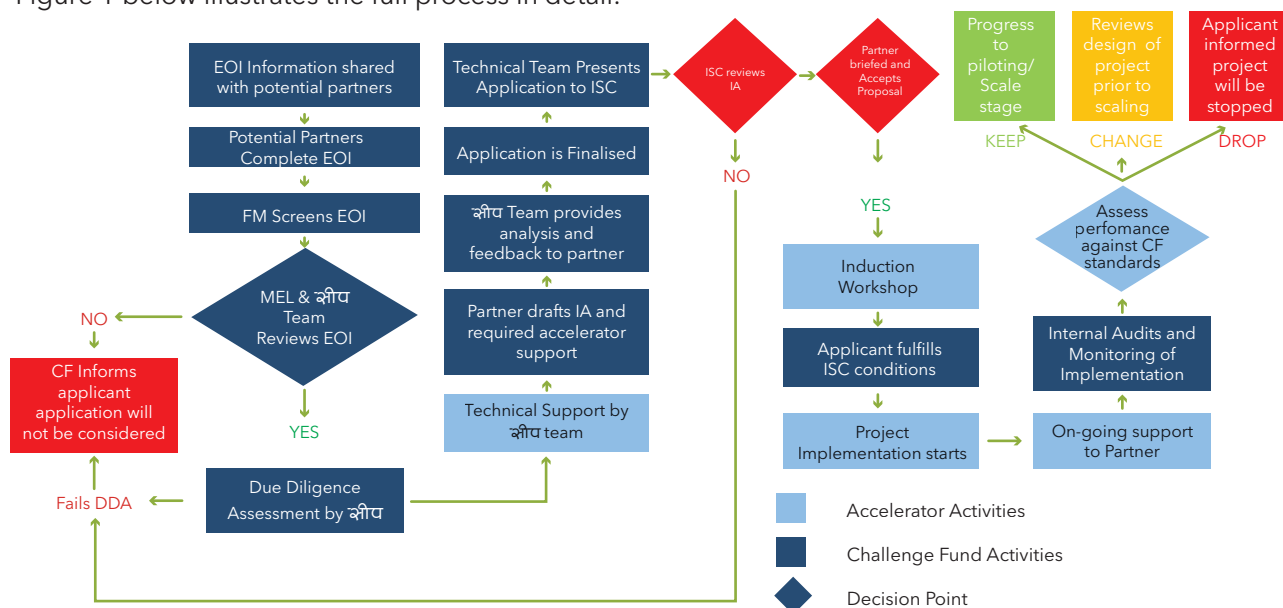 Figure 1 below illustrates the full process in detail.
EOI Information shared
with potential partners
Potential Partners
Complete EOI
FM Screens EOI
MEL & सीप
Team
Reviews EOI
NO
CF Informs
applicant
application will
not be considered
YES
Fails DDA
Due Diligence
Assessment by सीप
Technical Support by
सीप team
Partner drafts IA and
required accelerator
support
सीप Team provides
analysis and
feedback to partner
Application is Finalised
Technical Team Presents
Application to ISC
ISC reviews
IA
NO
Partner
briefed and
Accepts
Proposal
YES
Induction
Workshop
Applicant fulfills
ISC conditions
Project
Implementation starts
On-going support
to Partner
Internal Audits and
Monitoring of
Implementation
Assess
perfomance
against CF
standards
KEEP
CHANGE
DROP
Progress
to
piloting/
Scale
stage
Reviews
design of
project
prior to
scaling
Applicant
informed
project
will be
stopped
Accelerator Activities
Challenge Fund Activities
Decision Point